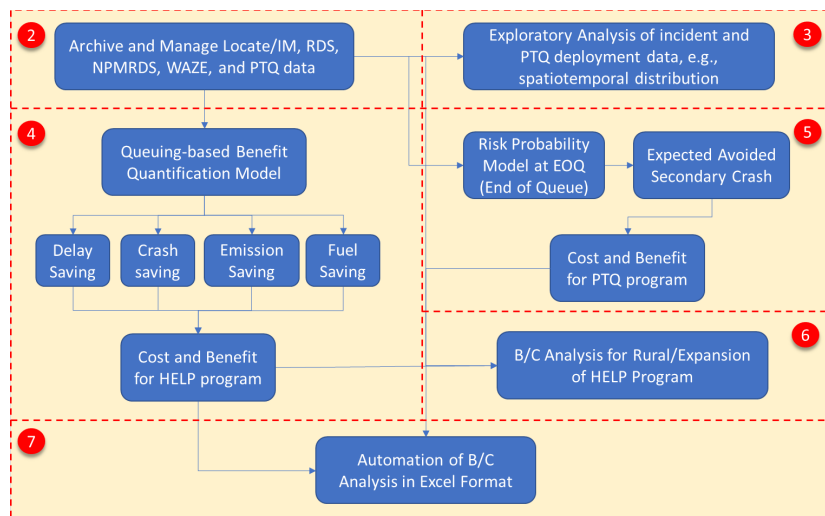 2
Archive and Manage Locate/IM, RDS,
NPMRDS, WAZE, and PTQ data
Exploratory Analysis of incident and
PTQ deployment data, e.g.,
spatiotemporal distribution
3
4
Queuing-based Benefit
Quantification Model
Delay
Saving
Crash
saving
Emission
Saving
Fuel
Saving
Cost and Benefit
for HELP program
5
Risk Probability
Model at EOQ
(End of Queue)
Expected Avoided
Secondary Crash
Cost and Benefit
for PTQ program
6
B/C Analysis for Rural/Expansion
of HELP Program
7
Automation of B/C
Analysis in Excel Format